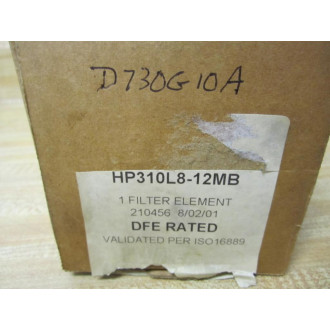 D730G10A
HP310L8-12MB
1 FILTER ELEMENT
210456 8/02/01
DFE RATED
VALIDATED PER ISO16889